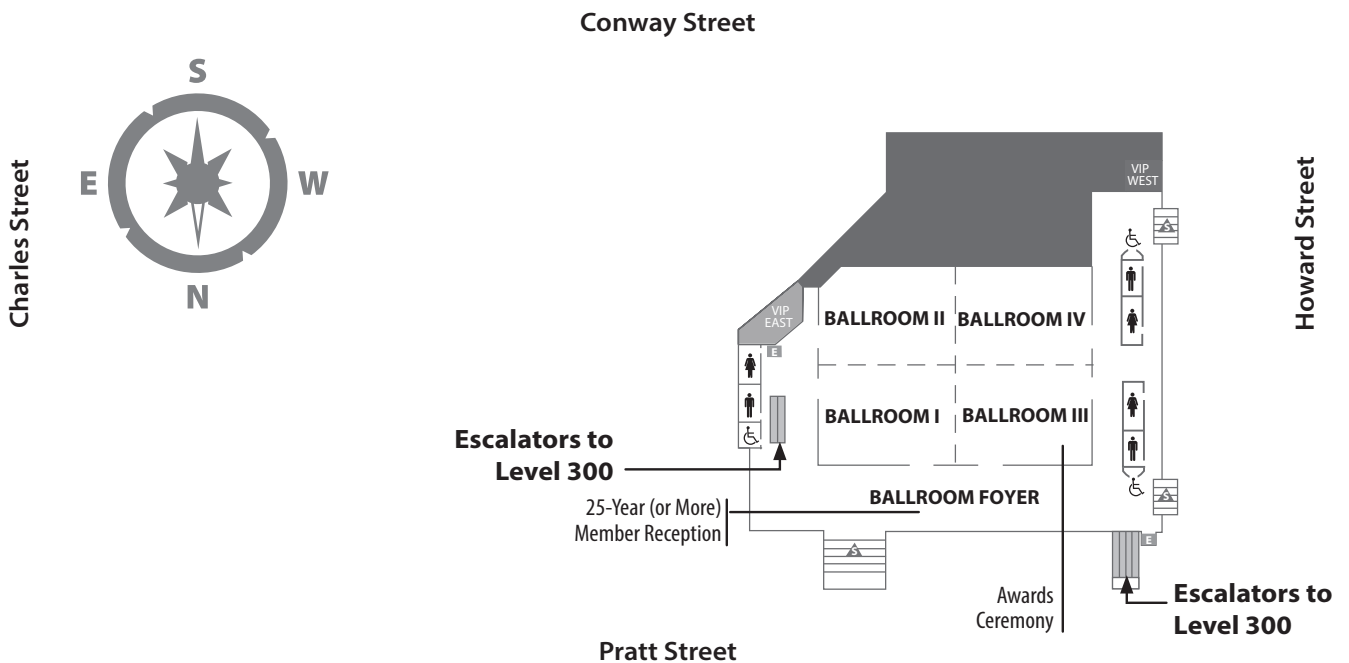 Conway Street
S
E
W
N
Charles Street
Howard Street
VIP
WEST
S
VIP
EAST
E
BALLROOM II
BALLROOM IV
BALLROOM I
BALLROOM III
Escalators to
Level 300
BALLROOM FOYER
25-Year (or More)
Member Reception
S
S
E
Awards
Ceremony
Escalators to
Level 300
Pratt Street